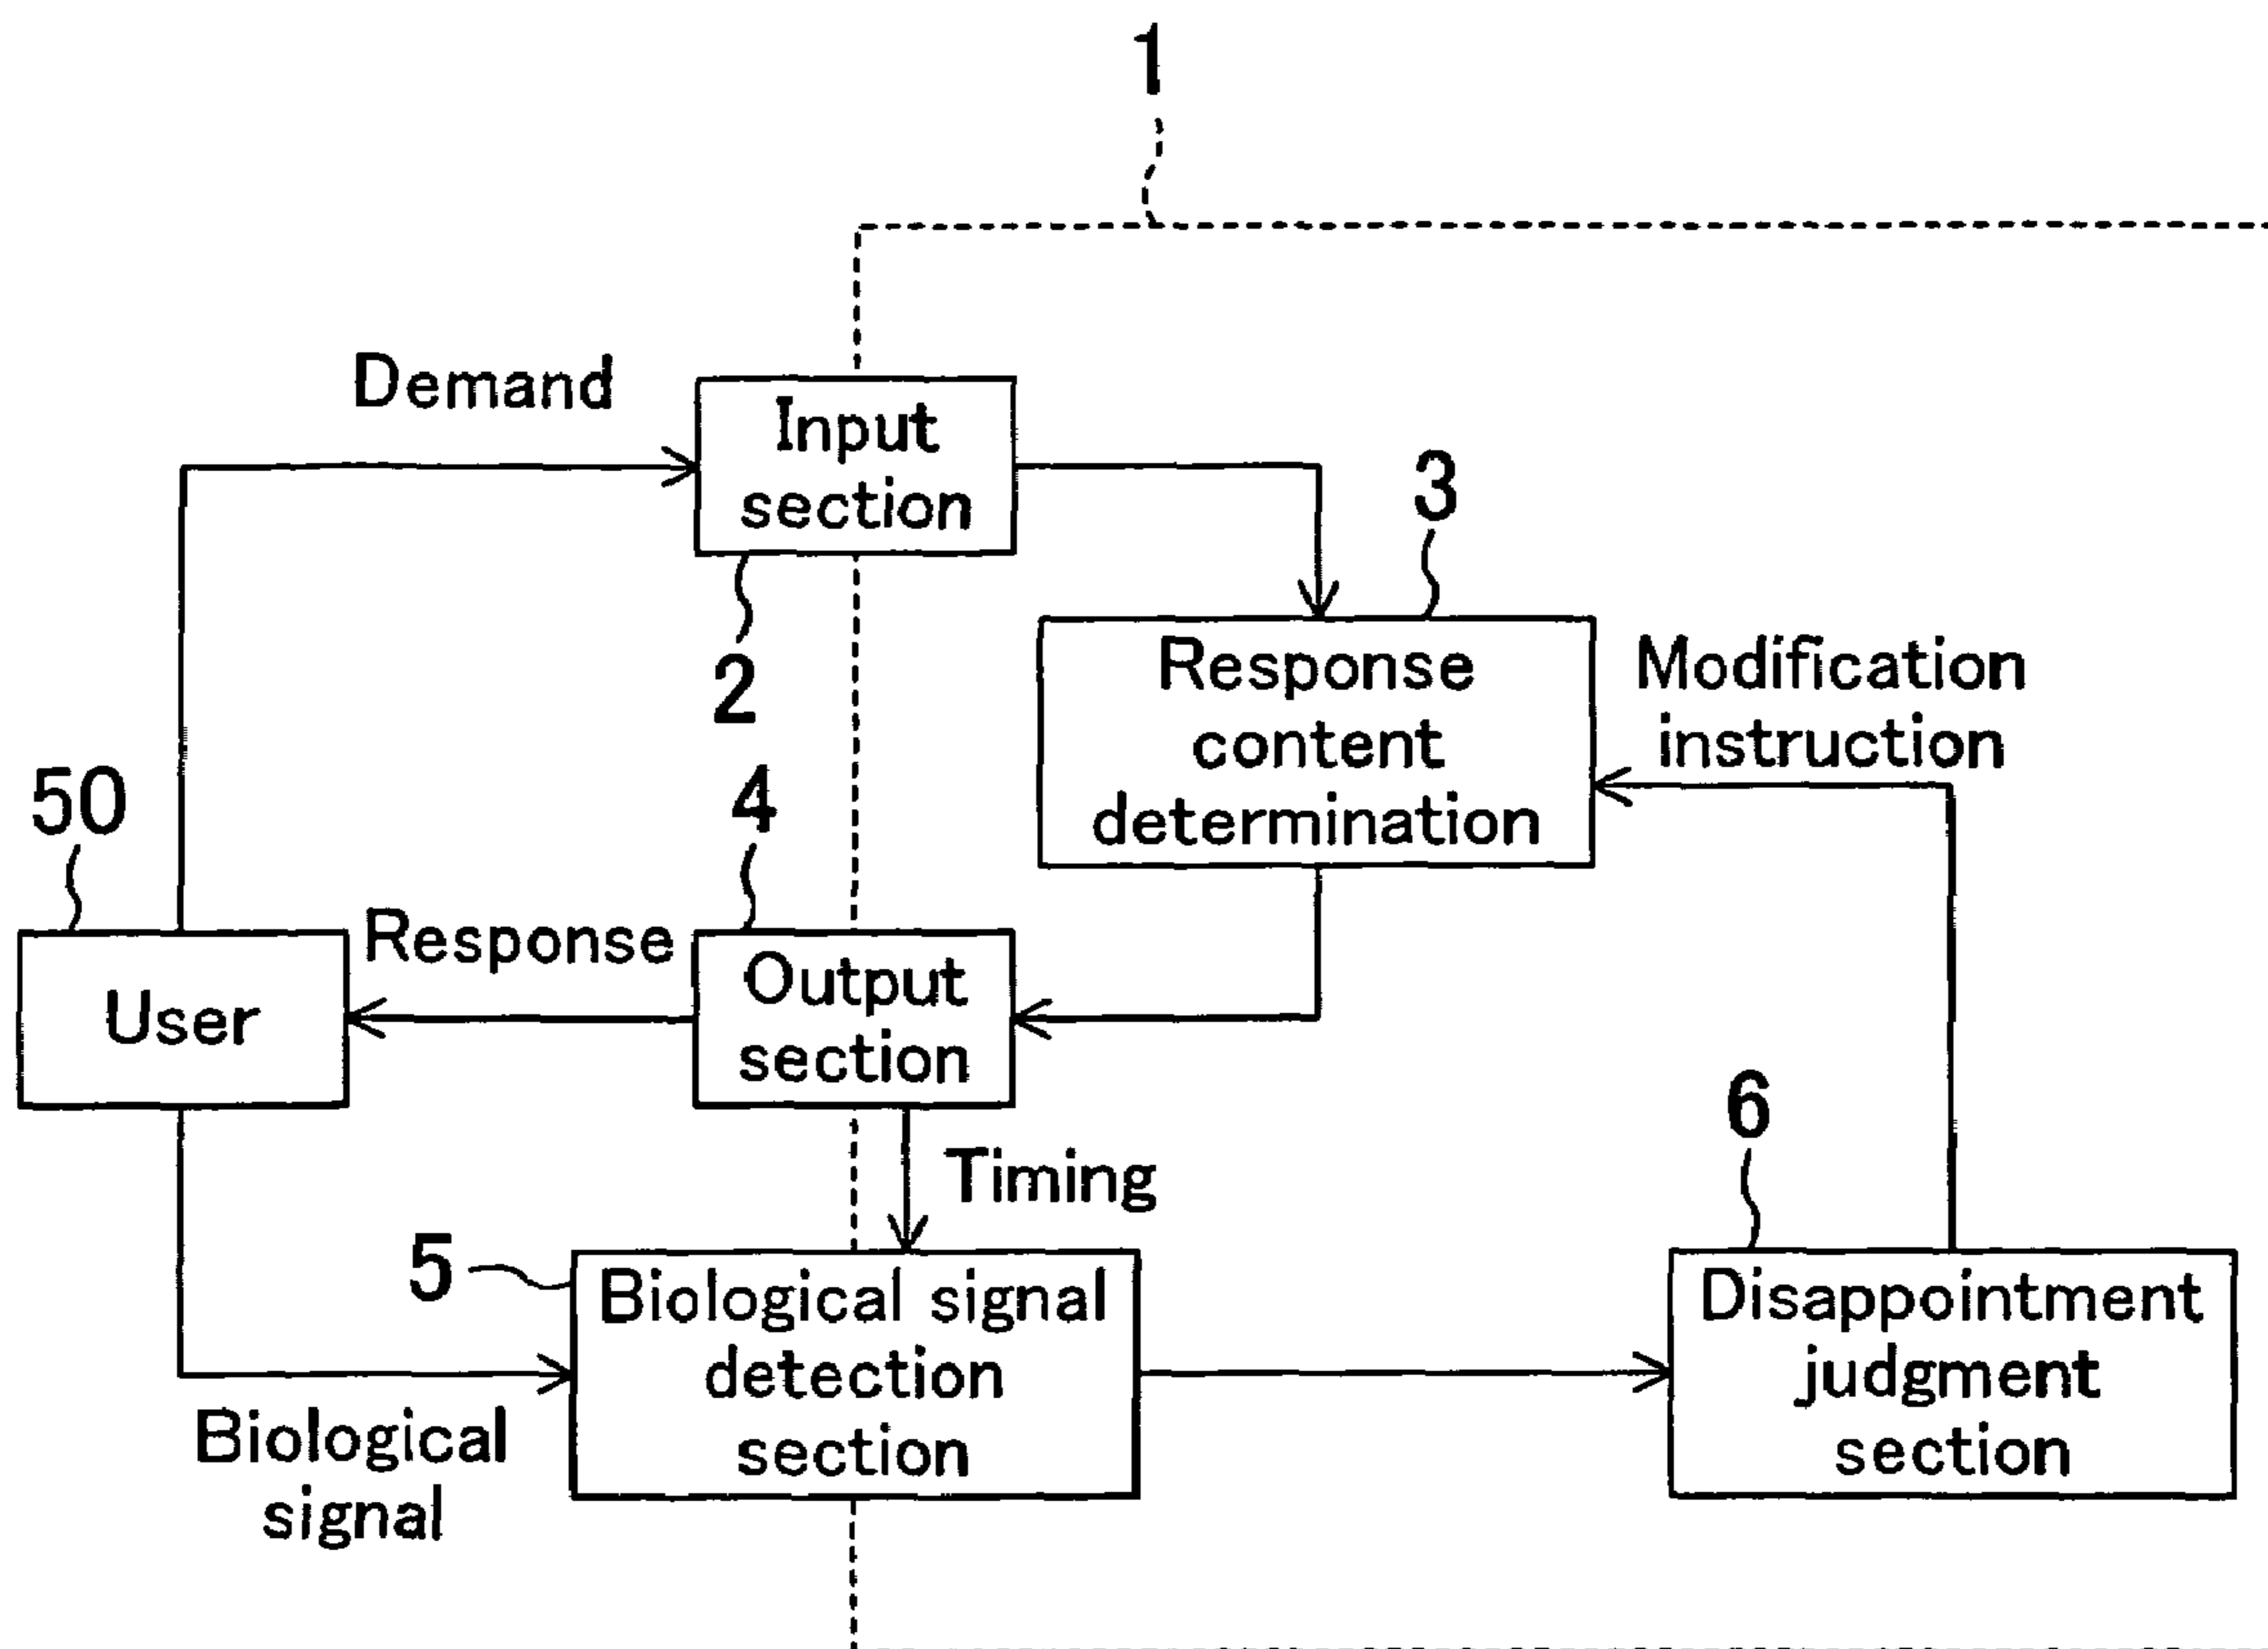 1
Demand
Input
section
2
3
Response
content
determination
Modification
instruction
50
User
Response
4
Output
section
Timing
5
Biological signal
detection
section
6
Disappointment
judgment
section
Biological
signal